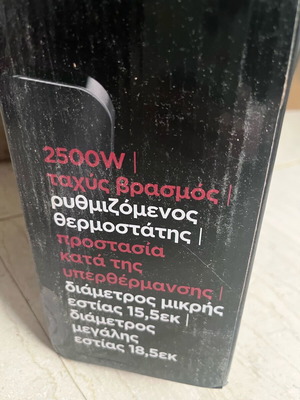 2500W |
ταχύς βρασμός |
ρυθμιζόμενος
θερμοστάτης |
προστασία
κατά της
υπερθέρμανσης |
διάμετρος μικρής
εστίας 15,5εκ |
διάμετρος
μεγάλης
εστίας 18,5εκ